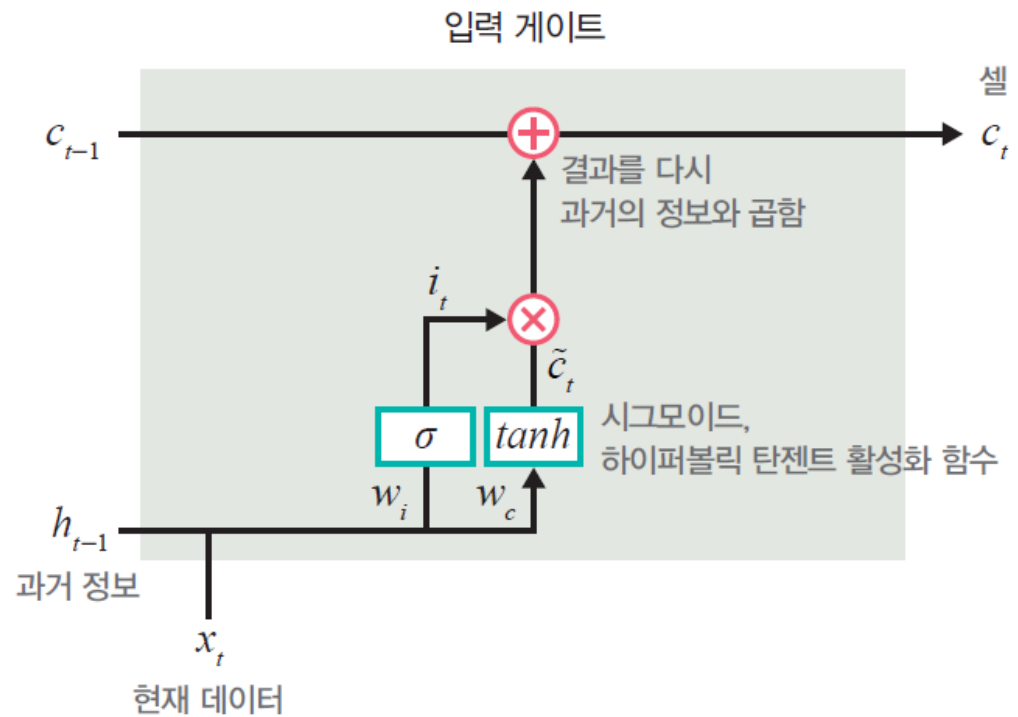 입력 게이트
셀
c_{t-1}
c_t
결과를 다시
과거의 정보와 곱함
i_t
c̃_t
σ
tanh
시그모이드,
하이퍼볼릭 탄젠트 활성화 함수
w_i
w_c
h_{t-1}
과거 정보
x_t
현재 데이터